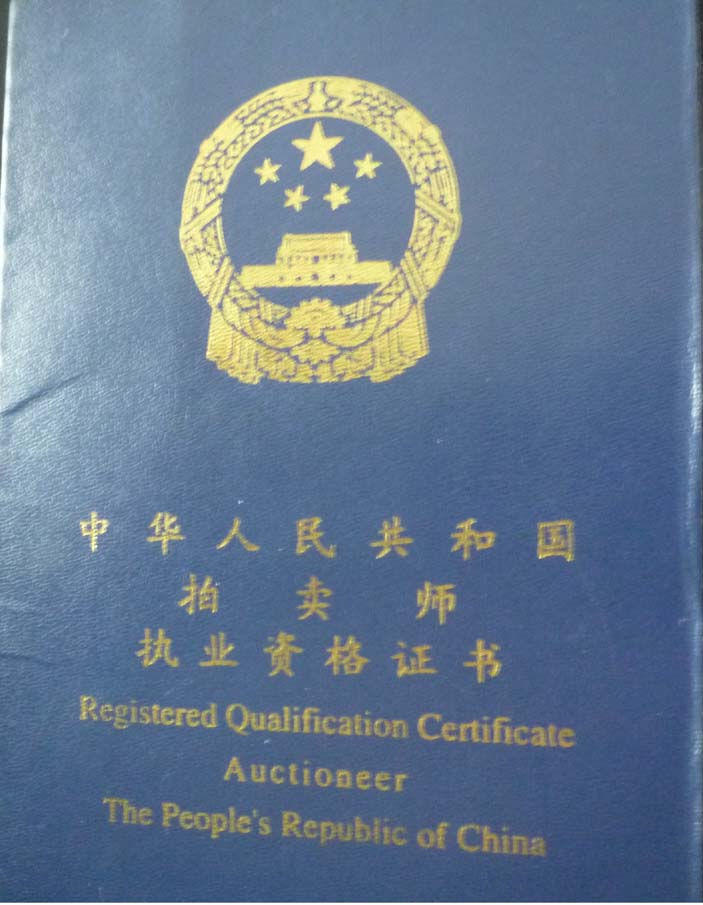 中华人民共和国
拍卖师
执业资格证书
Registered Qualification Certificate
Auctioneer
The People's Republic of China